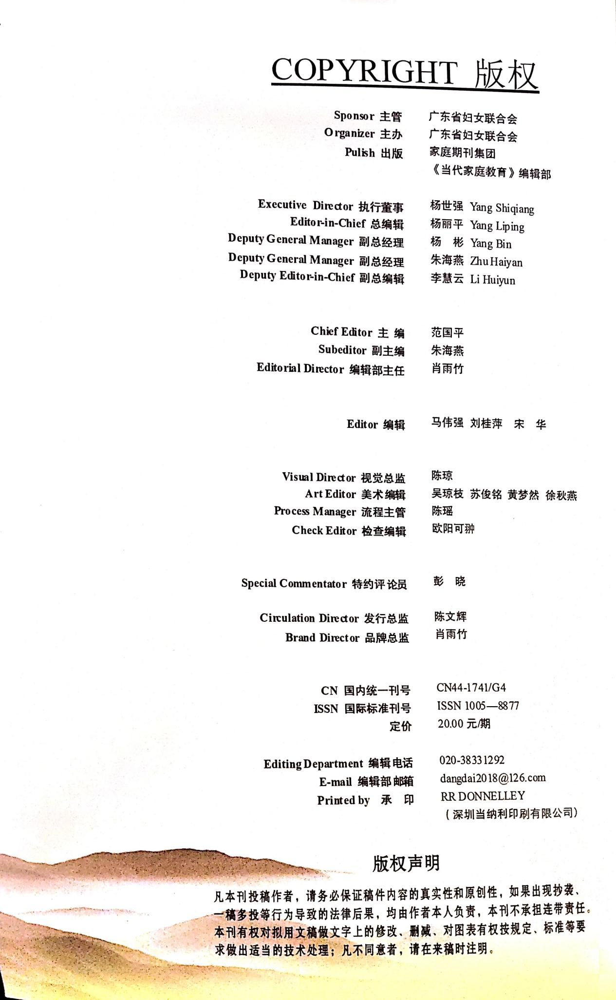 COPYRIGHT 版权
Sponsor 主管 广东省妇女联合会
Organizer 主办 广东省妇女联合会
Pulish 出版 家庭期刊集团
《当代家庭教育》编辑部
Executive Director 执行董事 杨世强 Yang Shiqiang
Editor-in-Chief 总编辑 杨丽平 Yang Liping
Deputy General Manager 副总经理 杨 彬 Yang Bin
Deputy General Manager 副总经理 朱海燕 Zhu Haiyan
Deputy Editor-in-Chief 副总编辑 李慧云 Li Huiyun
Chief Editor 主 编 范国平
Subeditor 副主编 朱海燕
Editorial Director 编辑部主任 肖雨竹
Editor 编辑 马伟强 刘桂萍 宋 华
Visual Director 视觉总监 陈琼
Art Editor 美术编辑 吴琼枝 苏俊铭 黄梦然 徐秋燕
Process Manager 流程主管 陈瑶
Check Editor 检查编辑 欧阳可翀
Special Commentator 特约评论员 彭 晓
Circulation Director 发行总监 陈文辉
Brand Director 品牌总监 肖雨竹
CN 国内统一刊号 CN44-1741/G4
ISSN 国际标准刊号 ISSN 1005—8877
定价 20.00 元/期
Editing Department 编辑电话 020-38331292
E-mail 编辑部邮箱 dangdai2018@126.com
Printed by 承 印 RR DONNELLEY
（深圳当纳利印刷有限公司）
版权声明
凡本刊投稿作者，请务必保证稿件内容的真实性和原创性，如果出现抄袭、
一稿多投等行为导致的法律后果，均由作者本人负责，本刊不承担连带责任。
本刊有权对拟用文稿做文字上的修改、删减、对图表有权按规定、标准等要
求做出适当的技术处理；凡不同意者，请在来稿时注明。